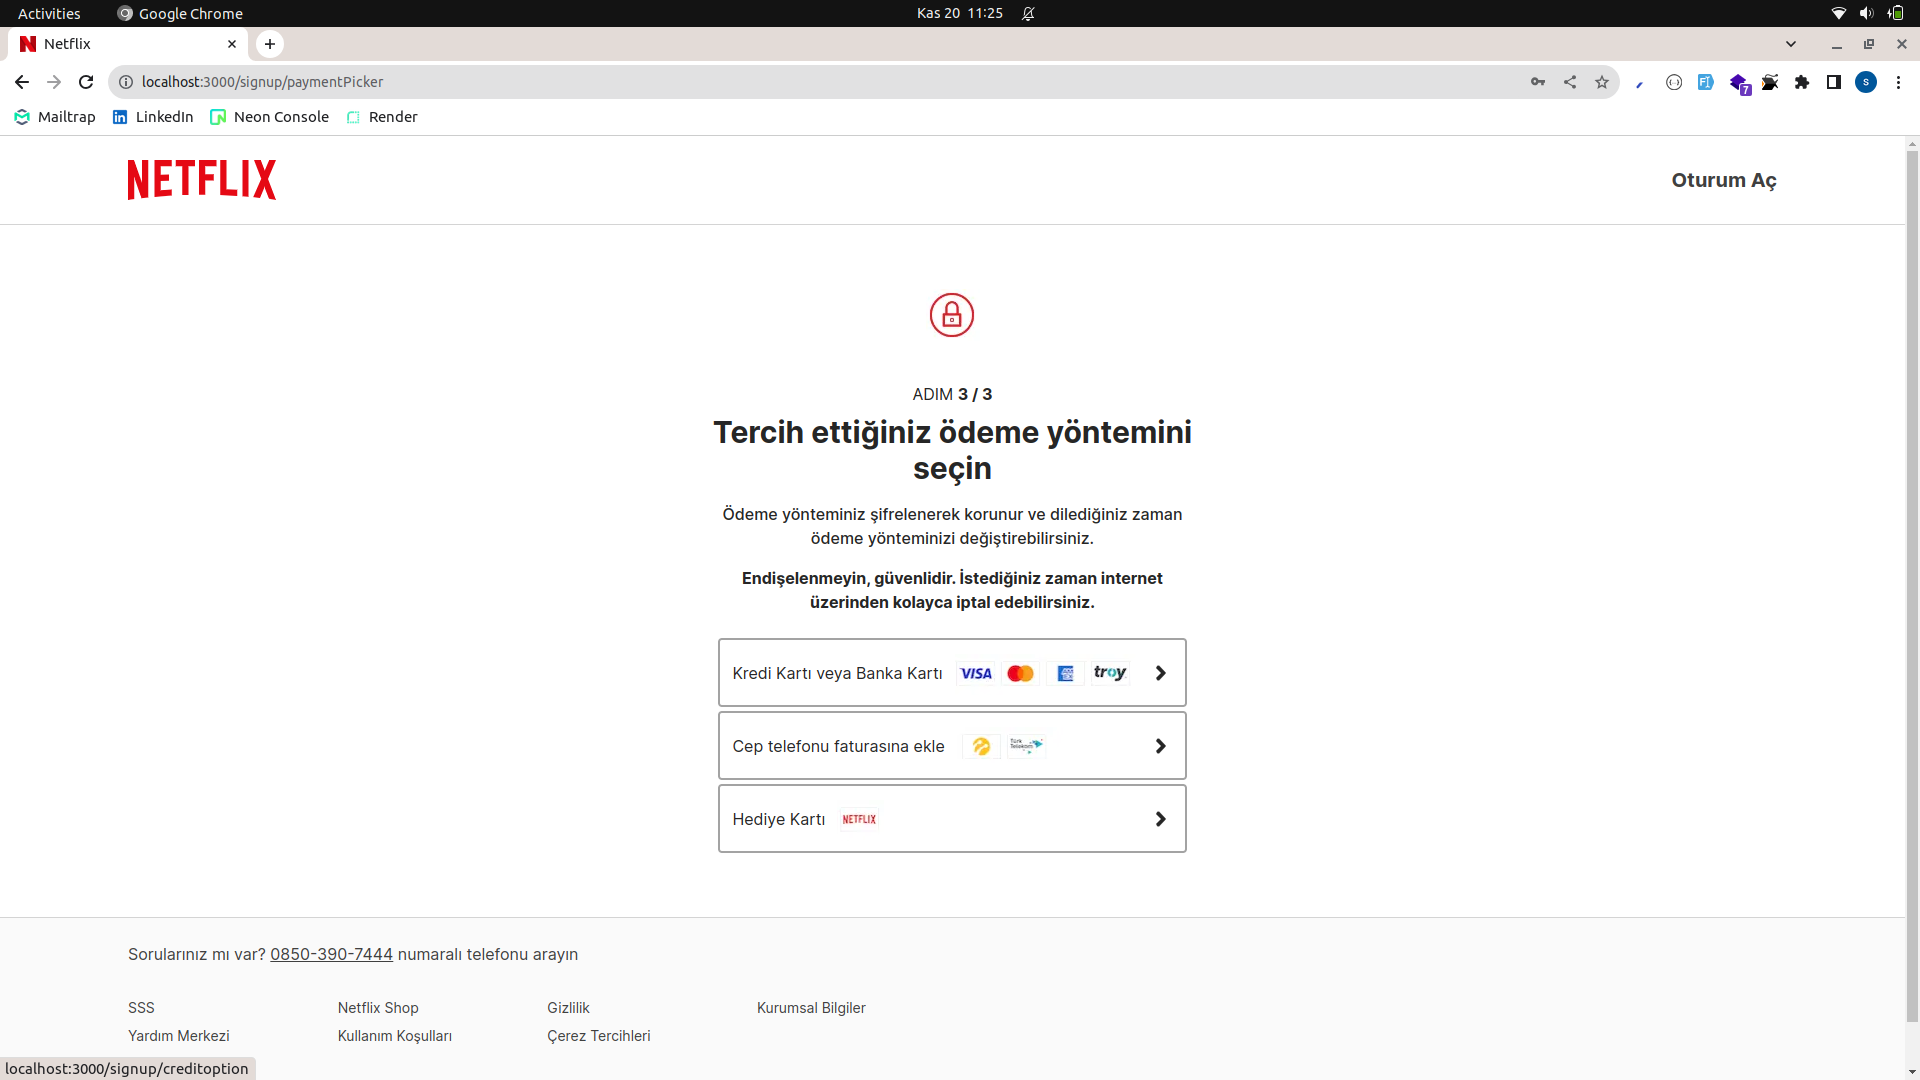 Activities
Google Chrome
Kas 20 11:25
Netflix
localhost:3000/signup/paymentPicker
7
S
Mailtrap
LinkedIn
Neon Console
Render
NETFLIX
Oturum Aç
ADIM 3 / 3
Tercih ettiğiniz ödeme yöntemini
seçin
Ödeme yönteminiz şifrelenerek korunur ve dilediğiniz zaman
ödeme yönteminizi değiştirebilirsiniz.
Endişelenmeyin, güvenlidir. İstediğiniz zaman internet
üzerinden kolayca iptal edebilirsiniz.
Kredi Kartı veya Banka Kartı VISA AMEX troy
Cep telefonu faturasına ekle Türk Telekom
Hediye Kartı NETFLIX
Sorularınız mı var? 0850-390-7444 numaralı telefonu arayın
SSS
Netflix Shop
Gizlilik
Kurumsal Bilgiler
Yardım Merkezi
Kullanım Koşulları
Çerez Tercihleri
localhost:3000/signup/creditoption